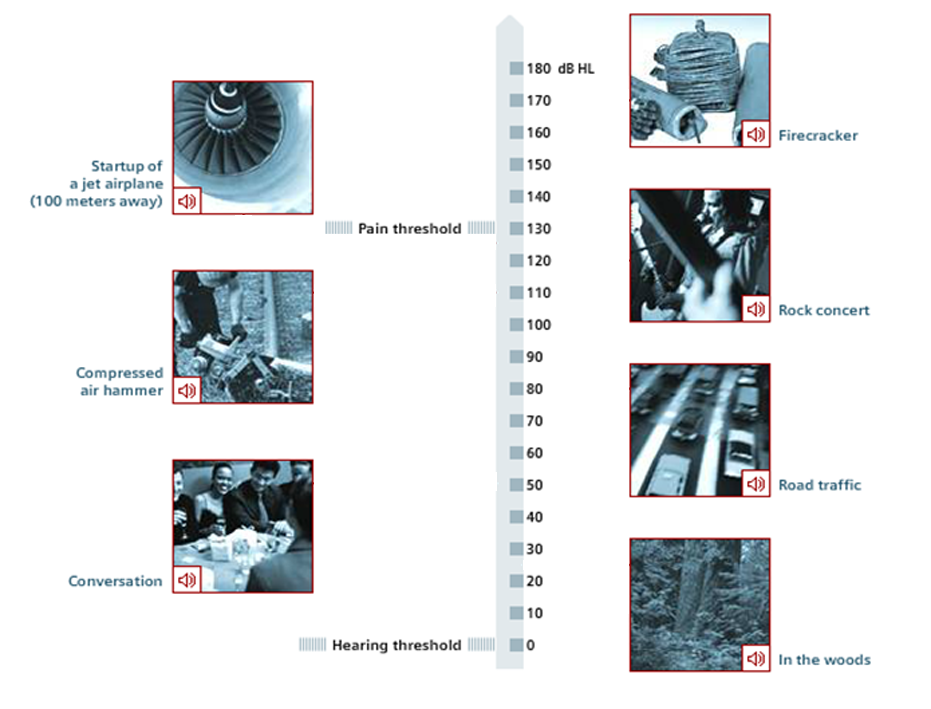 180 dB HL
170
160
Firecracker
150
Startup of
a jet airplane
(100 meters away)
140
Pain threshold
130
120
110
Rock concert
100
90
Compressed
air hammer
80
70
60
50
Road traffic
40
30
Conversation
20
10
Hearing threshold
0
In the woods